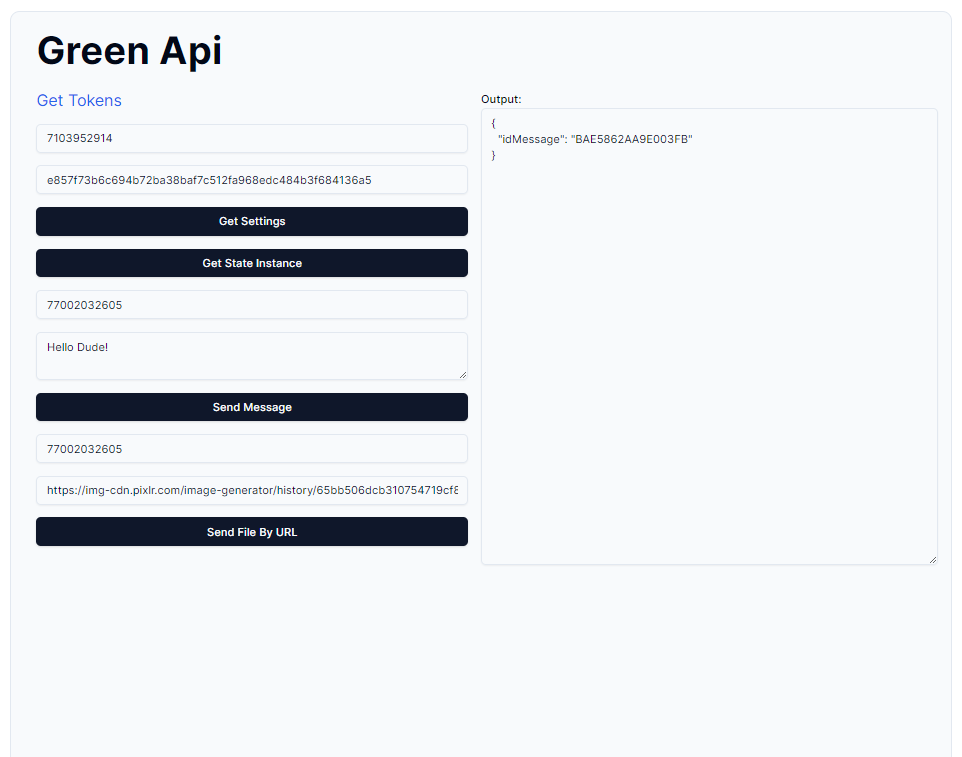 Green Api
Get Tokens
7103952914
e857f73b6c694b72ba38baf7c512fa968edc484b3f684136a5
Get Settings
Get State Instance
77002032605
Hello Dude!
Send Message
77002032605
https://img-cdn.pixlr.com/image-generator/history/65bb506dcb310754719cf8
Send File By URL
Output:
{
"idMessage": "BAE5862AA9E003FB"
}